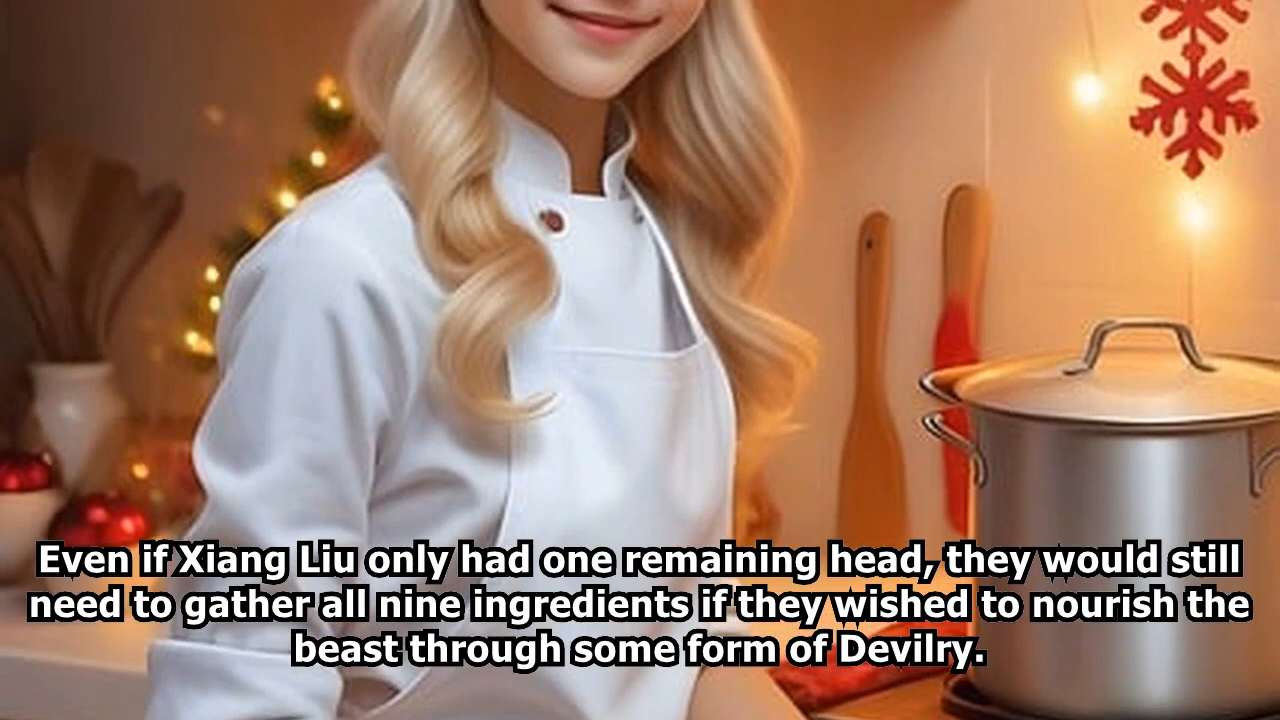 Even if Xiang Liu only had one remaining head, they would still
need to gather all nine ingredients if they wished to nourish the
beast through some form of Devilry.